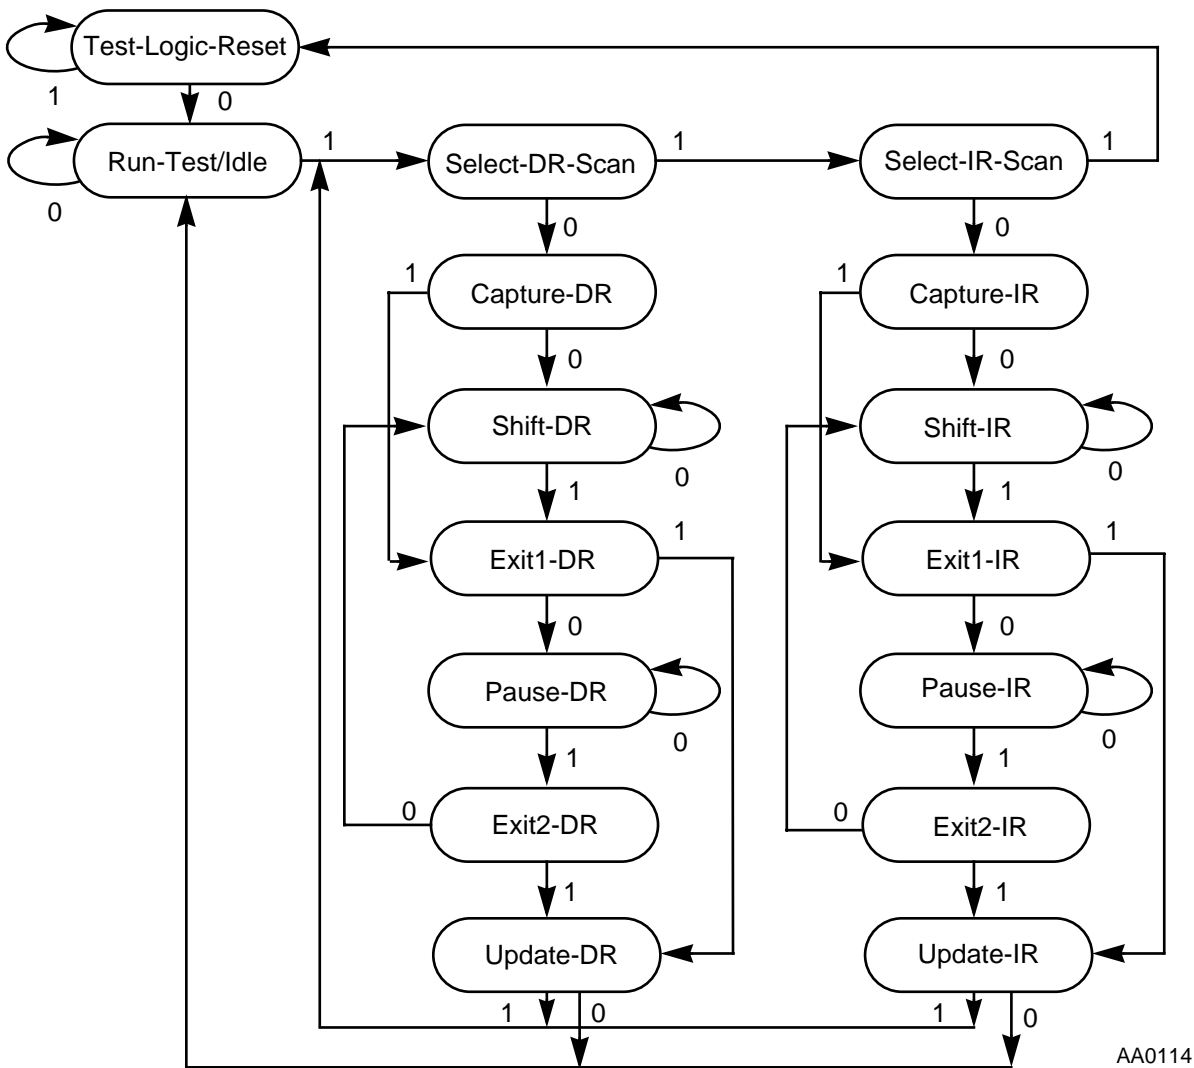 Test-Logic-Reset
1
0
Run-Test/Idle
1
Select-DR-Scan
1
Select-IR-Scan
1
0
0
0
1
Capture-DR
1
Capture-IR
0
0
Shift-DR
Shift-IR
0
0
1
1
Exit1-DR
1
Exit1-IR
1
0
0
Pause-DR
Pause-IR
0
0
1
1
0
Exit2-DR
0
Exit2-IR
1
1
Update-DR
Update-IR
1
0
1
0
AA0114